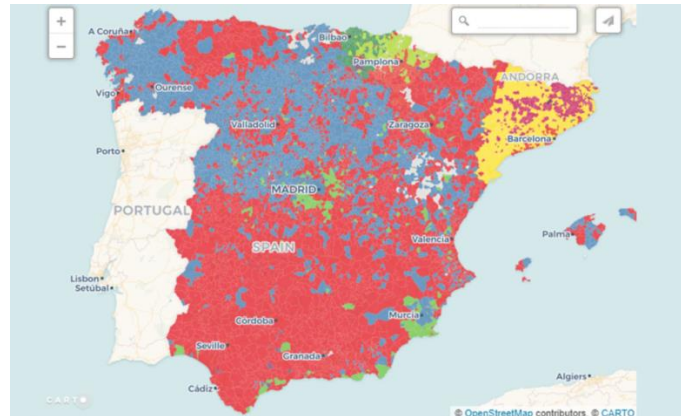 +
−
A Coruña
Bilbao
Pamplona
ANDORRA
Vigo
Ourense
Valladolid
Zaragoza
Barcelona
Porto
MADRID
PORTUGAL
SPAIN
Valencia
Palma
Lisbon
Setúbal
Murcia
Córdoba
Seville
Granada
Cádiz
Algiers
CARTO
© OpenStreetMap contributors, © CARTO